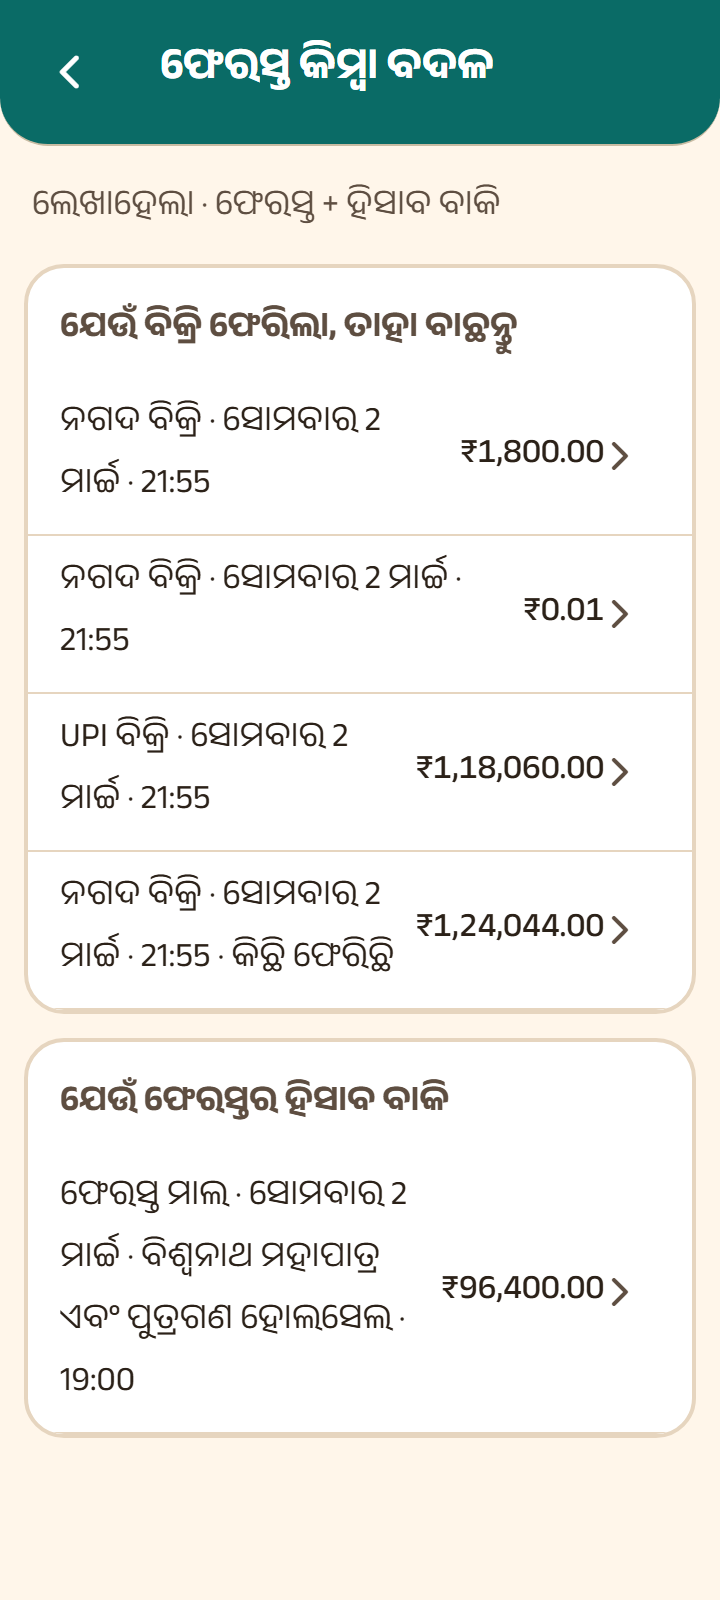 ଫେରସ୍ତ କିମ୍ବା ବଦଳ
ଲେଖାହେଲା · ଫେରସ୍ତ + ହିସାବ ବାକି
ଯେଉଁ ବିକ୍ରି ଫେରିଲା, ତାହା ବାଛନ୍ତୁ
ନଗଦ ବିକ୍ରି · ସୋମବାର 2
ମାର୍ଚ୍ଚ · 21:55
₹1,800.00
ନଗଦ ବିକ୍ରି · ସୋମବାର 2 ମାର୍ଚ୍ଚ ·
21:55
₹0.01
UPI ବିକ୍ରି · ସୋମବାର 2
ମାର୍ଚ୍ଚ · 21:55
₹1,18,060.00
ନଗଦ ବିକ୍ରି · ସୋମବାର 2
ମାର୍ଚ୍ଚ · 21:55 · କିଛି ଫେରିଛି
₹1,24,044.00
ଯେଉଁ ଫେରସ୍ତର ହିସାବ ବାକି
ଫେରସ୍ତ ମାଲ · ସୋମବାର 2
ମାର୍ଚ୍ଚ · ବିଶ୍ୱନାଥ ମହାପାତ୍ର
ଏବଂ ପୁତ୍ରଗଣ ହୋଲସେଲ ·
19:00
₹96,400.00